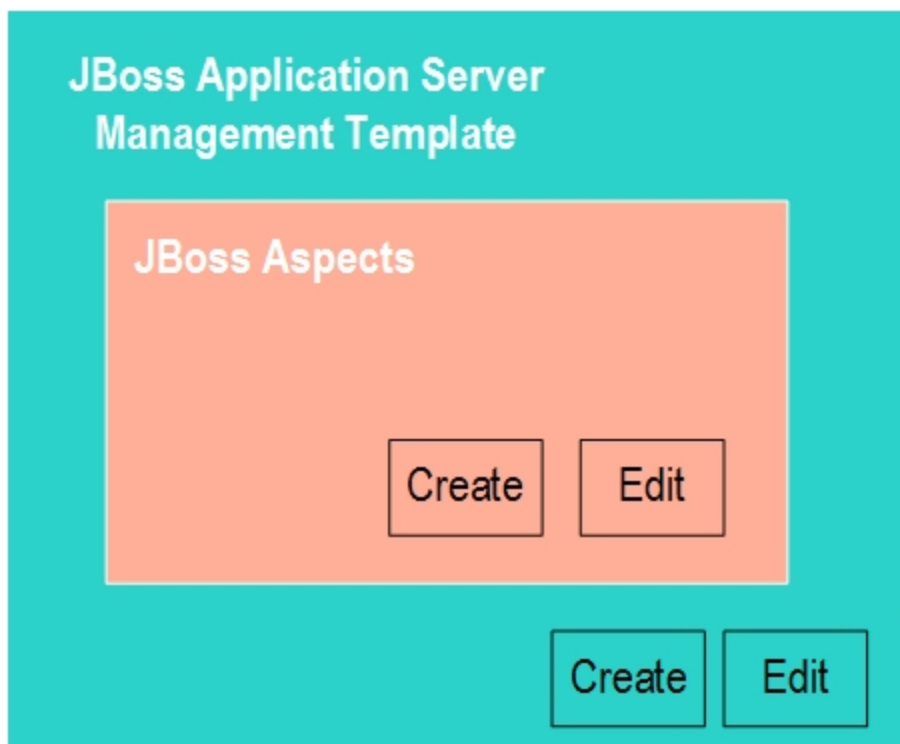 JBoss Application Server
Management Template
JBoss Aspects
Create Edit
Create Edit